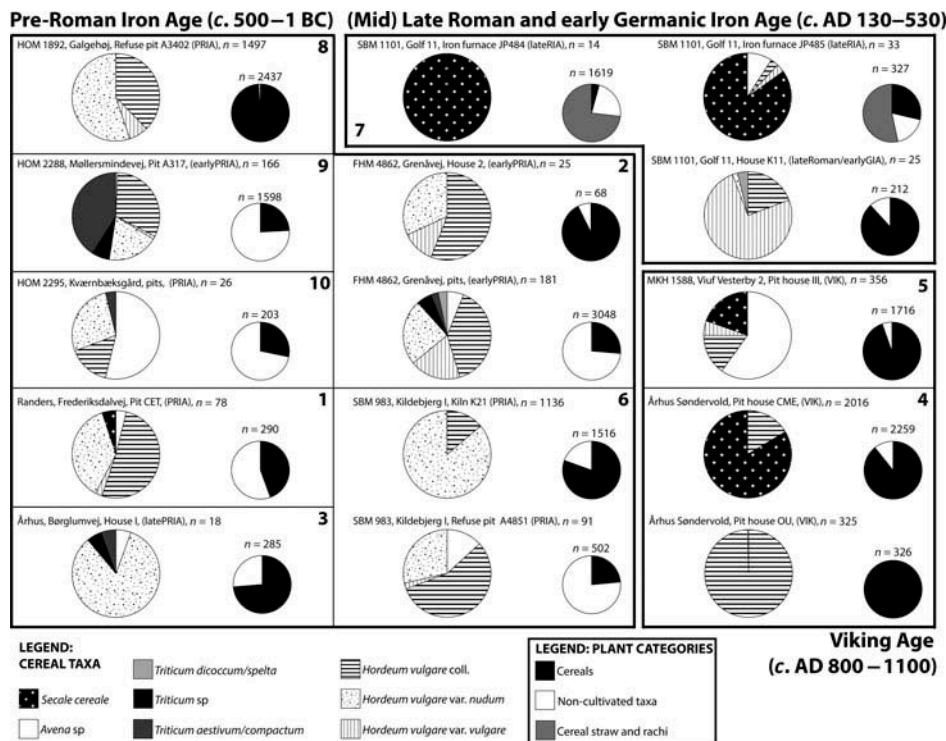 Pre-Roman Iron Age (c. 500–1 BC)
(Mid) Late Roman and early Germanic Iron Age (c. AD 130–530)
HOM 1892, Galgehøj, Refuse pit A3402 (PRIA), n = 1497
8
n = 2437
HOM 2288, Møllersmindevej, Pit A317, (earlyPRIA), n = 166
9
n = 1598
HOM 2295, Kværnbæksgård, pits, (PRIA), n = 26
10
n = 203
Randers, Frederiksdalvej, Pit CET, (PRIA), n = 78
1
n = 290
Århus, Børglumvej, House I, (latePRIA), n = 18
3
n = 285
SBM 1101, Golf 11, Iron furnace JP484 (lateRIA), n = 14
n = 1619
7
SBM 1101, Golf 11, Iron furnace JP485 (lateRIA), n = 33
n = 327
SBM 1101, Golf 11, House K11, (lateRoman/earlyGIA), n = 25
n = 212
FHM 4862, Grenåvej, House 2, (earlyPRIA), n = 25
2
n = 68
FHM 4862, Grenåvej, pits, (earlyPRIA), n = 181
n = 3048
SBM 983, Kildebjerg I, Kiln K21 (PRIA), n = 1136
6
n = 1516
SBM 983, Kildebjerg I, Refuse pit A4851 (PRIA), n = 91
n = 502
MKH 1588, Viuf Vesterby 2, Pit house III, (VIK), n = 356
5
n = 1716
Århus Søndervold, Pit house CME, (VIK), n = 2016
4
n = 2259
Århus Søndervold, Pit house OU, (VIK), n = 325
n = 326
Viking Age
(c. AD 800–1100)
LEGEND:
CEREAL TAXA
Secale cereale
Avena sp
Triticum dicoccum/spelta
Triticum sp
Triticum aestivum/compactum
Hordeum vulgare coll.
Hordeum vulgare var. nudum
Hordeum vulgare var. vulgare
LEGEND: PLANT CATEGORIES
Cereals
Non-cultivated taxa
Cereal straw and rachi